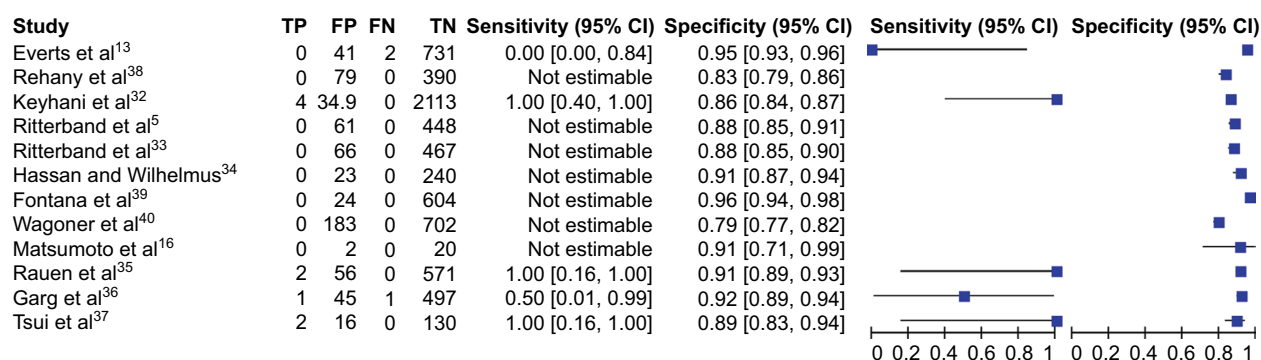 Study TP FP FN TN Sensitivity (95% CI) Specificity (95% CI) Sensitivity (95% CI) Specificity (95% CI)
Everts et al13 0 41 2 731 0.00 [0.00, 0.84] 0.95 [0.93, 0.96]
Rehany et al38 0 79 0 390 Not estimable 0.83 [0.79, 0.86]
Keyhani et al32 4 34.9 0 2113 1.00 [0.40, 1.00] 0.86 [0.84, 0.87]
Ritterband et al5 0 61 0 448 Not estimable 0.88 [0.85, 0.91]
Ritterband et al33 0 66 0 467 Not estimable 0.88 [0.85, 0.90]
Hassan and Wilhelmus34 0 23 0 240 Not estimable 0.91 [0.87, 0.94]
Fontana et al39 0 24 0 604 Not estimable 0.96 [0.94, 0.98]
Wagoner et al40 0 183 0 702 Not estimable 0.79 [0.77, 0.82]
Matsumoto et al16 0 2 0 20 Not estimable 0.91 [0.71, 0.99]
Rauen et al35 2 56 0 571 1.00 [0.16, 1.00] 0.91 [0.89, 0.93]
Garg et al36 1 45 1 497 0.50 [0.01, 0.99] 0.92 [0.89, 0.94]
Tsui et al37 2 16 0 130 1.00 [0.16, 1.00] 0.89 [0.83, 0.94]
0 0.2 0.4 0.6 0.8 1 0 0.2 0.4 0.6 0.8 1